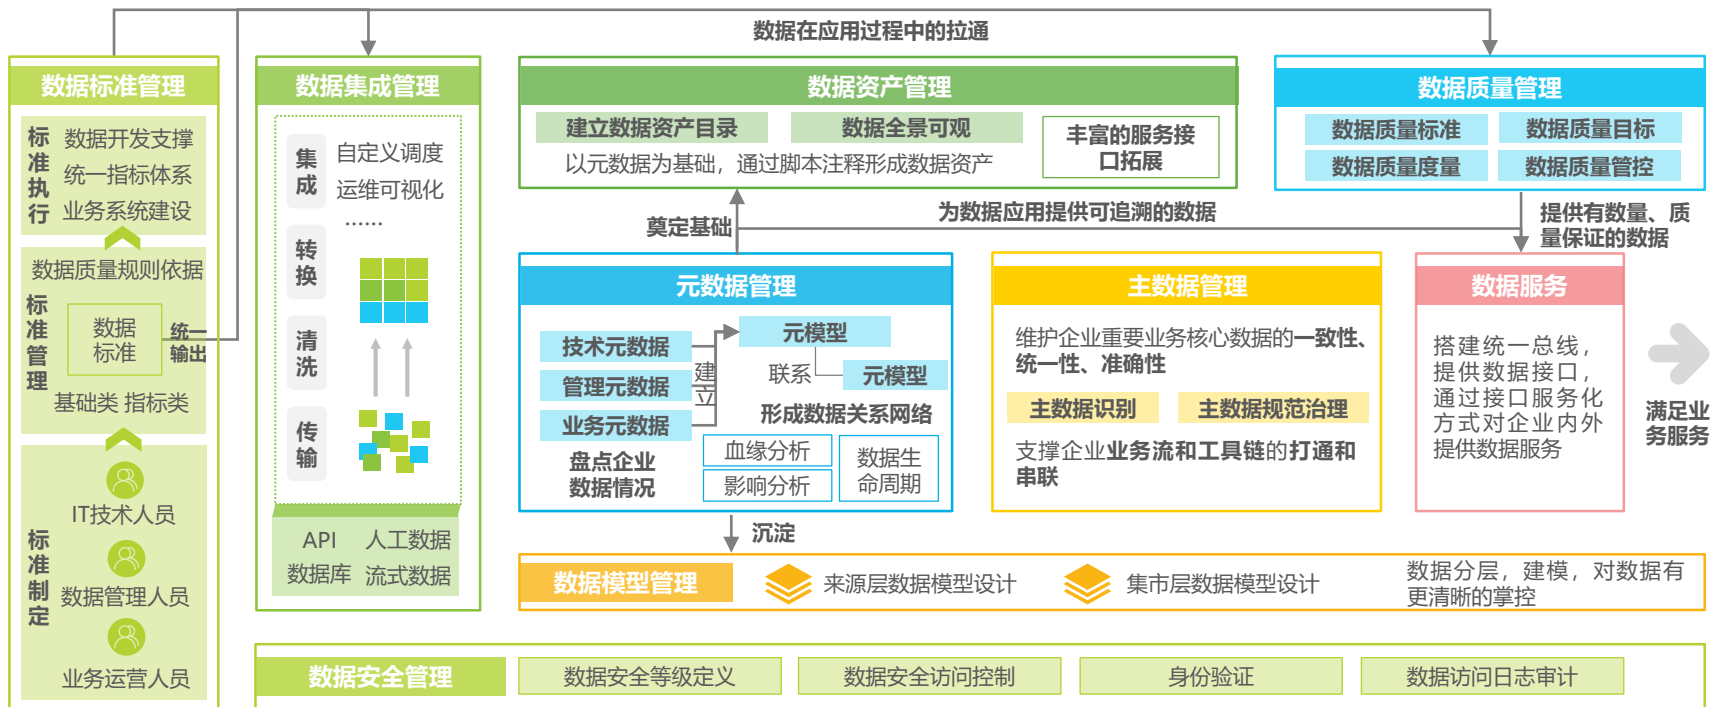 数据在应用过程中的拉通
数据标准管理
标准执行
数据开发支撑
统一指标体系
业务系统建设
标准管理
数据质量规则依据
数据
标准
统一
输出
基础类 指标类
标准制定
IT技术人员
数据管理人员
业务运营人员
数据集成管理
集成
自定义调度
运维可视化
……
转换
清洗
传输
API
人工数据
数据库
流式数据
数据资产管理
建立数据资产目录
数据全景可观
以元数据为基础，通过脚本注释形成数据资产
丰富的服务接
口拓展
数据质量管理
数据质量标准
数据质量目标
数据质量度量
数据质量管控
奠定基础
为数据应用提供可追溯的数据
提供有数量、质
量保证的数据
元数据管理
技术元数据
管理元数据
业务元数据
建立
元模型
联系
元模型
形成数据关系网络
盘点企业
数据情况
血缘分析
影响分析
数据生
命周期
主数据管理
维护企业重要业务核心数据的一致性、
统一性、准确性
主数据识别
主数据规范治理
支撑企业业务流和工具链的打通和
串联
数据服务
搭建统一总线，
提供数据接口，
通过接口服务化
方式对企业内外
提供数据服务
满足业
务服务
沉淀
数据模型管理
来源层数据模型设计
集市层数据模型设计
数据分层，建模，对数据有
更清晰的掌控
数据安全管理
数据安全等级定义
数据安全访问控制
身份验证
数据访问日志审计